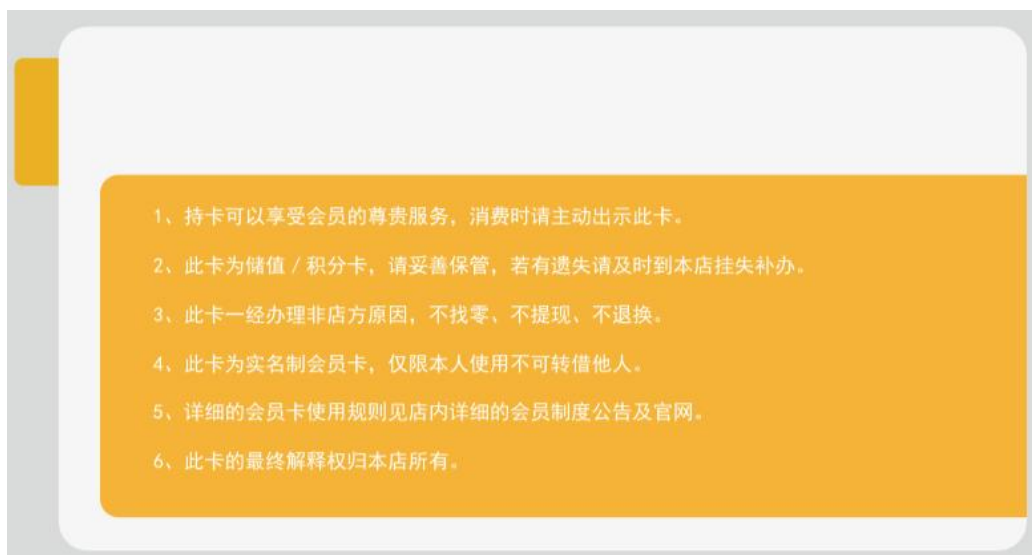 1、持卡可以享受会员的尊贵服务，消费时请主动出示此卡。
2、此卡为储值／积分卡，请妥善保管，若有遗失请及时到本店挂失补办。
3、此卡一经办理非店方原因，不找零、不提现、不退换。
4、此卡为实名制会员卡，仅限本人使用不可转借他人。
5、详细的会员卡使用规则见店内详细的会员制度公告及官网。
6、此卡的最终解释权归本店所有。